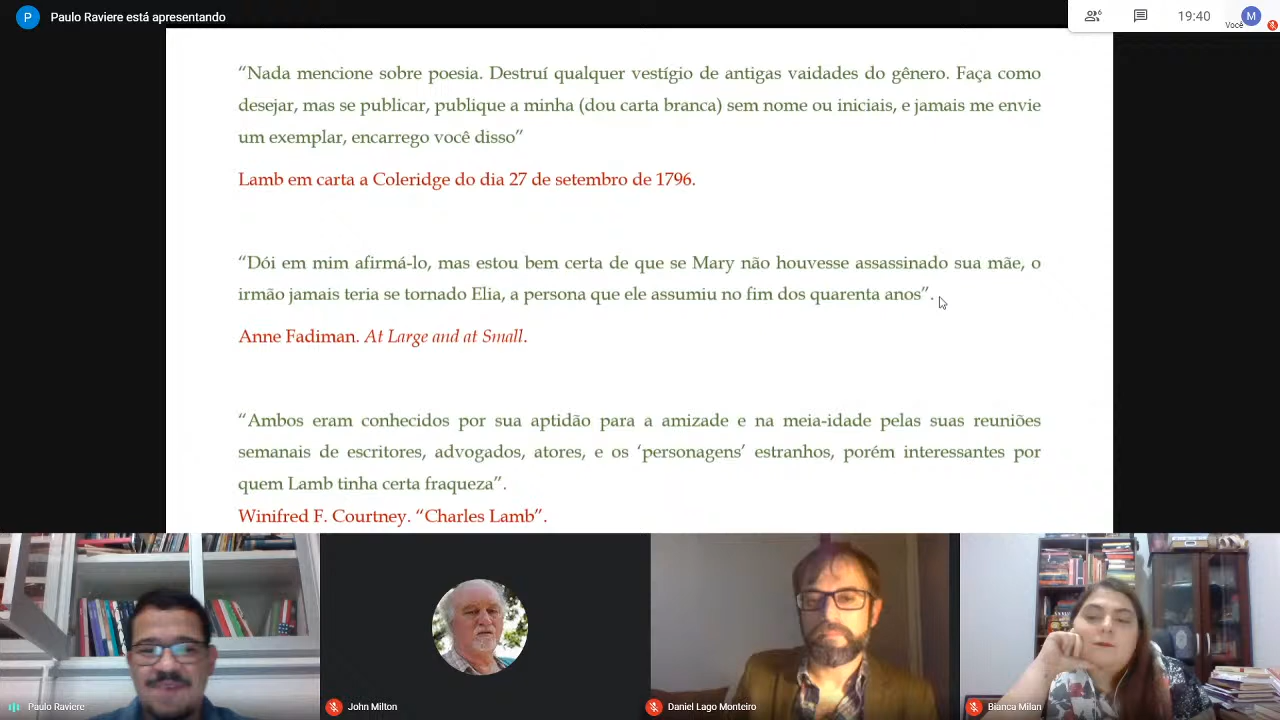 P Paulo Raviere está apresentando
6 19:40 Você M
“Nada mencione sobre poesia. Destruí qualquer vestígio de antigas vaidades do gênero. Faça como
desejar, mas se publicar, publique a minha (dou carta branca) sem nome ou iniciais, e jamais me envie
um exemplar, encarrego você disso”
Lamb em carta a Coleridge do dia 27 de setembro de 1796.
“Dói em mim afirmá-lo, mas estou bem certa de que se Mary não houvesse assassinado sua mãe, o
irmão jamais teria se tornado Elia, a persona que ele assumiu no fim dos quarenta anos”.
Anne Fadiman. At Large and at Small.
“Ambos eram conhecidos por sua aptidão para a amizade e na meia-idade pelas suas reuniões
semanais de escritores, advogados, atores, e os ‘personagens’ estranhos, porém interessantes por
quem Lamb tinha certa fraqueza”.
Winifred F. Courtney. “Charles Lamb”.
Paulo Raviere John Milton Daniel Lago Monteiro Bianca Milan